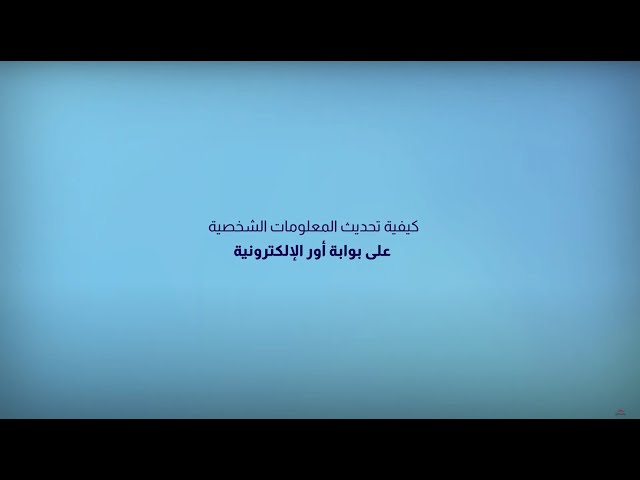 كيفية تحديث المعلومات الشخصية
على بوابة أور الإلكترونية